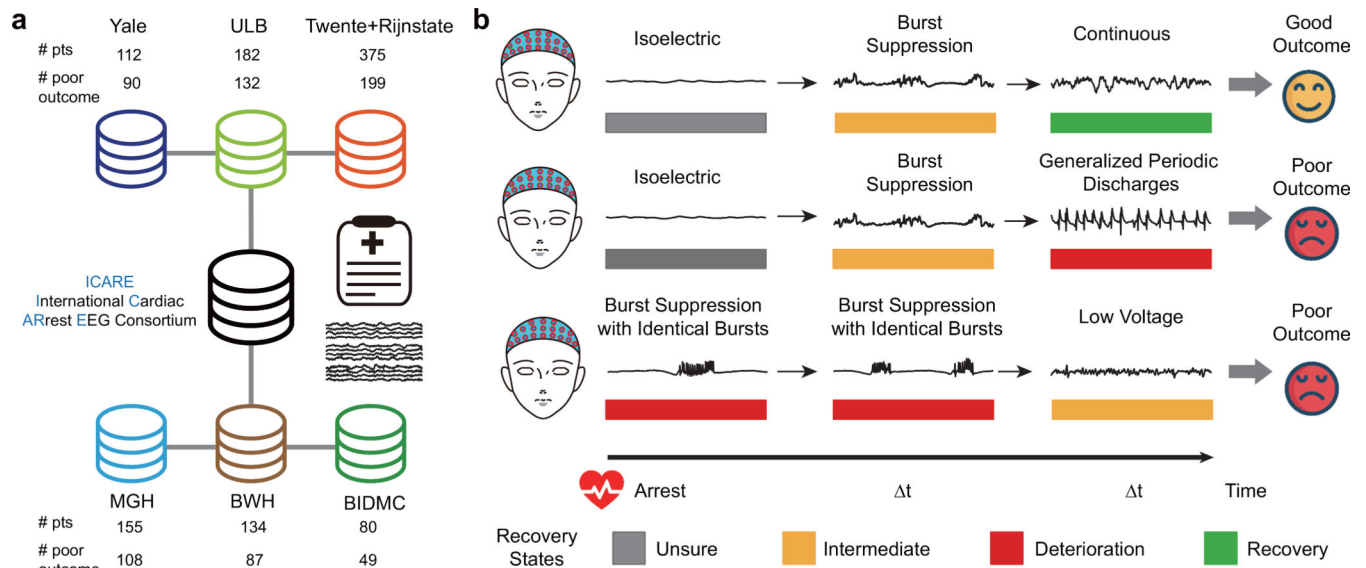 a
Yale ULB Twente+Rijnstate
# pts 112 182 375
# poor
outcome 90 132 199
ICARE
International Cardiac
ARrest EEG Consortium
MGH BWH BIDMC
# pts 155 134 80
# poor
outcome 108 87 49
b
Isoelectric
Burst
Suppression
Continuous
Good
Outcome
Isoelectric
Burst
Suppression
Generalized Periodic
Discharges
Poor
Outcome
Burst Suppression
with Identical Bursts
Burst Suppression
with Identical Bursts
Low Voltage
Poor
Outcome
Arrest Δt Δt Time
Recovery
States
Unsure Intermediate Deterioration Recovery